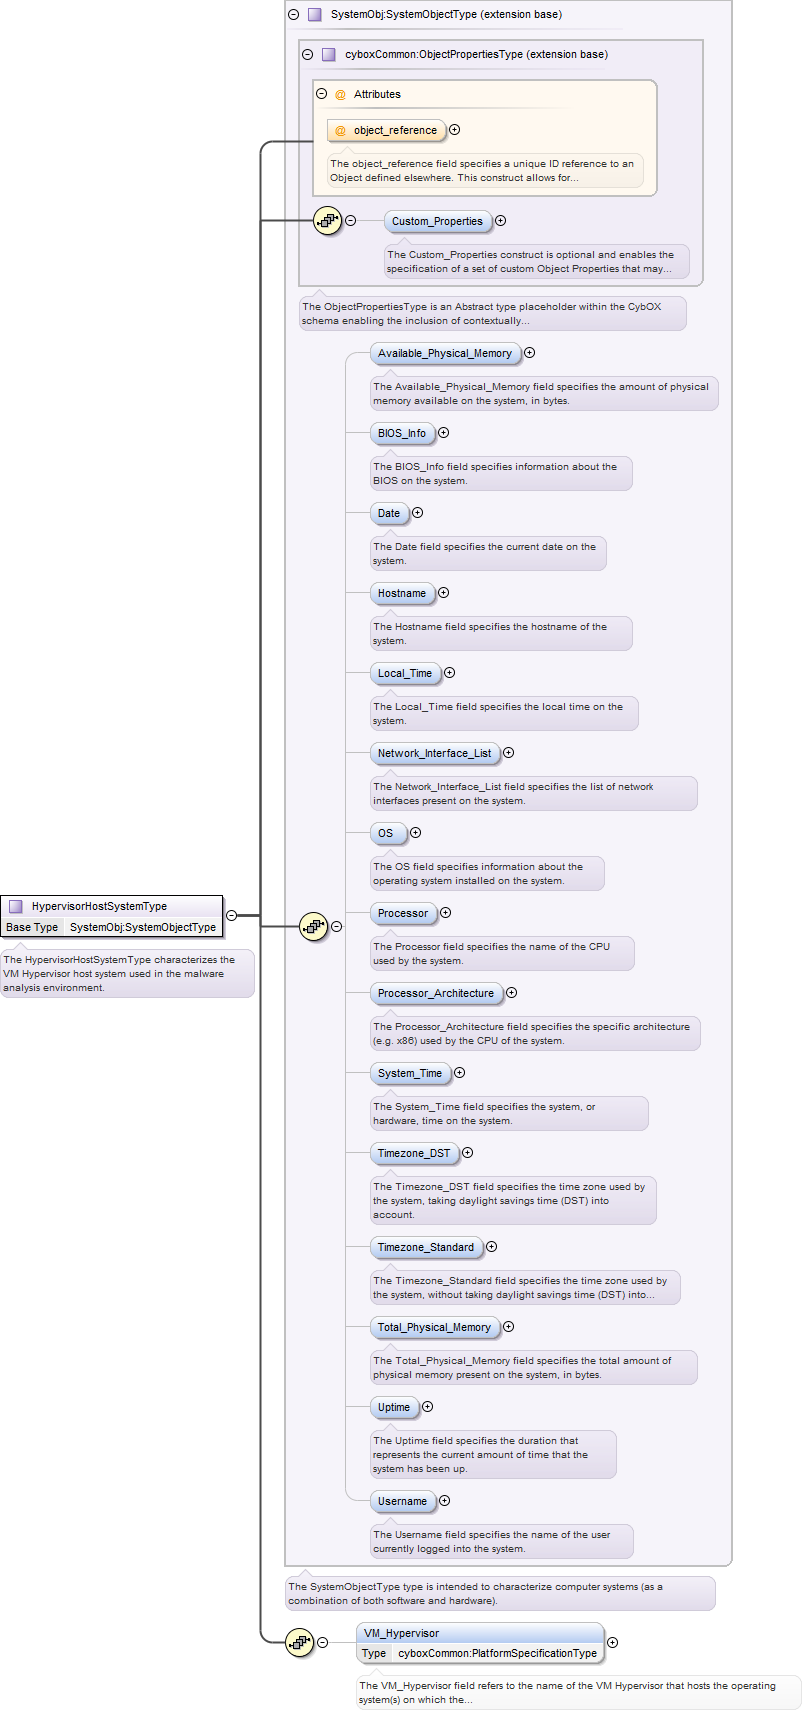 SystemObj:SystemObjectType (extension base)
cyboxCommon:ObjectPropertiesType (extension base)
@ Attributes
@ object_reference
The object_reference field specifies a unique ID reference to an
Object defined elsewhere. This construct allows for...
Custom_Properties
The Custom_Properties construct is optional and enables the
specification of a set of custom Object Properties that may...
The ObjectPropertiesType is an Abstract type placeholder within the CybOX
schema enabling the inclusion of contextually...
Available_Physical_Memory
The Available_Physical_Memory field specifies the amount of physical
memory available on the system, in bytes.
BIOS_Info
The BIOS_Info field specifies information about the
BIOS on the system.
Date
The Date field specifies the current date on the
system.
Hostname
The Hostname field specifies the hostname of the
system.
Local_Time
The Local_Time field specifies the local time on the
system.
Network_Interface_List
The Network_Interface_List field specifies the list of network
interfaces present on the system.
OS
The OS field specifies information about the
operating system installed on the system.
HypervisorHostSystemType
Base Type SystemObj:SystemObjectType
The HypervisorHostSystemType characterizes the
VM Hypervisor host system used in the malware
analysis environment.
Processor
The Processor field specifies the name of the CPU
used by the system.
Processor_Architecture
The Processor_Architecture field specifies the specific architecture
(e.g. x86) used by the CPU of the system.
System_Time
The System_Time field specifies the system, or
hardware, time on the system.
Timezone_DST
The Timezone_DST field specifies the time zone used by
the system, taking daylight savings time (DST) into
account.
Timezone_Standard
The Timezone_Standard field specifies the time zone used by
the system, without taking daylight savings time (DST) into...
Total_Physical_Memory
The Total_Physical_Memory field specifies the total amount of
physical memory present on the system, in bytes.
Uptime
The Uptime field specifies the duration that
represents the current amount of time that the
system has been up.
Username
The Username field specifies the name of the user
currently logged into the system.
The SystemObjectType type is intended to characterize computer systems (as a
combination of both software and hardware).
VM_Hypervisor
Type cyboxCommon:PlatformSpecificationType
The VM_Hypervisor field refers to the name of the VM Hypervisor that hosts the operating
system(s) on which the...